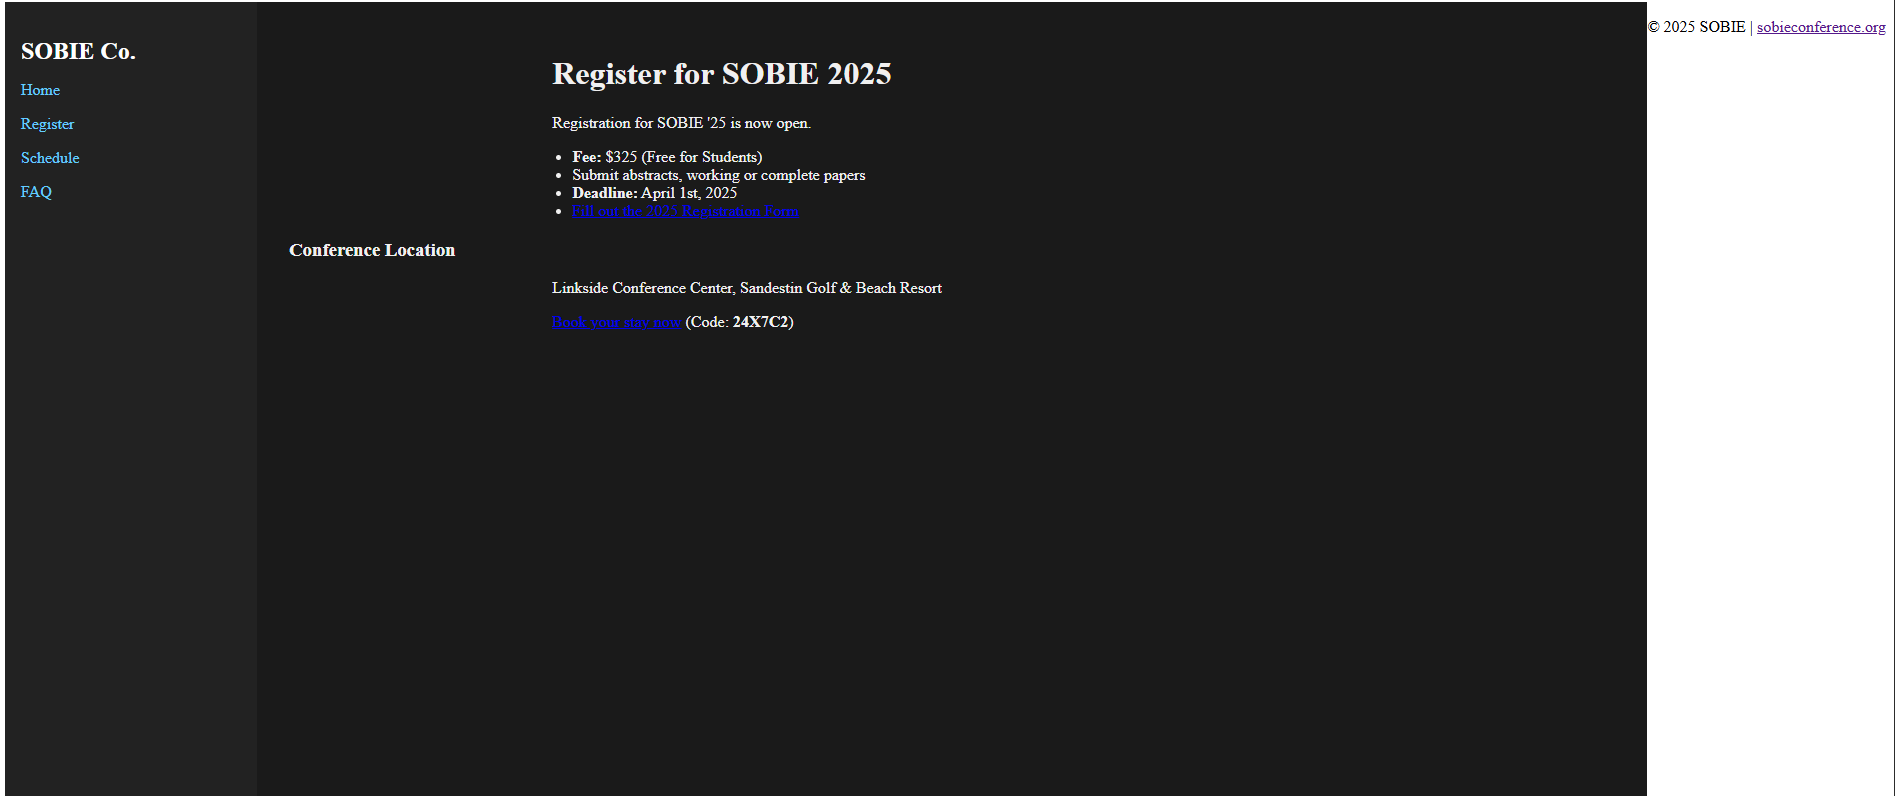 SOBIE Co.
Home
Register
Schedule
FAQ
Register for SOBIE 2025
Registration for SOBIE '25 is now open.
Fee: $325 (Free for Students)
Submit abstracts, working or complete papers
Deadline: April 1st, 2025
Fill out the 2025 Registration Form
Conference Location
Linkside Conference Center, Sandestin Golf & Beach Resort
Book your stay now (Code: 24X7C2)
© 2025 SOBIE | sobieconference.org